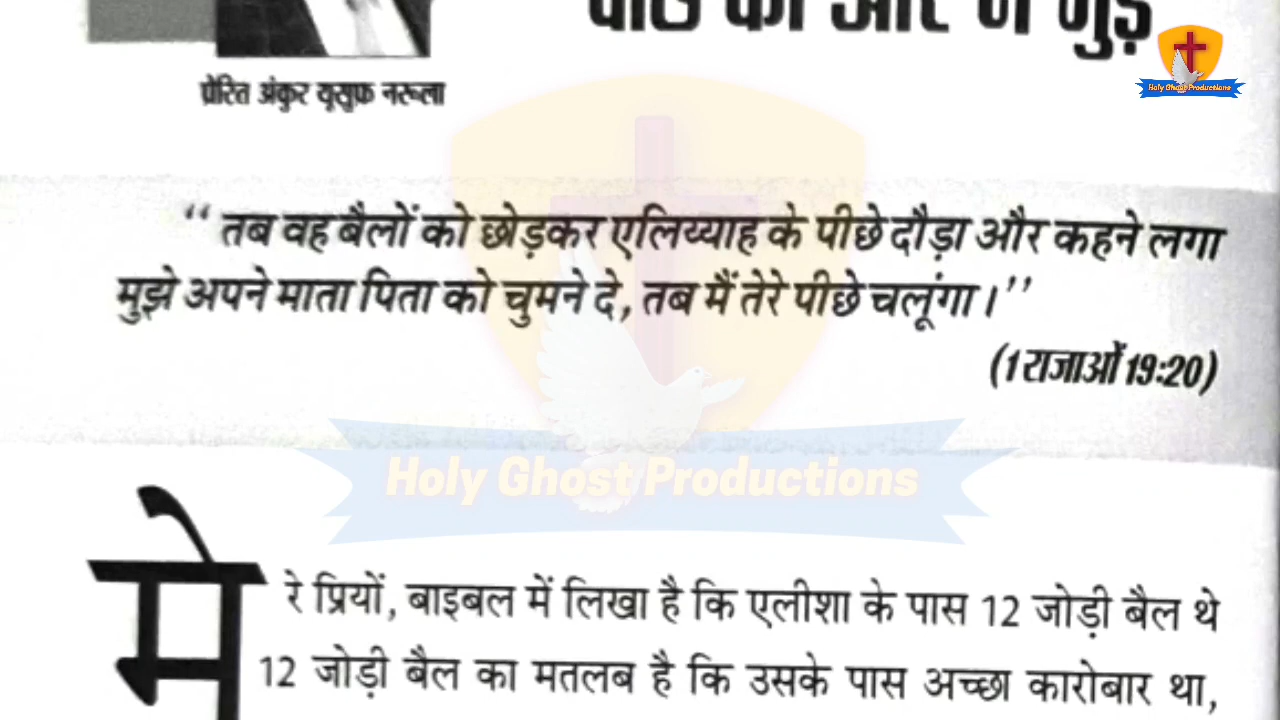 की ओर न मुड़
Holy Ghost Productions
प्रेरित अंकुर यूसुफ नरूला
“ तब वह बैलों को छोड़कर एलिय्याह के पीछे दौड़ा और कहने लगा
मुझे अपने माता पिता को चुमने दे, तब मैं तेरे पीछे चलूंगा।”
(1 राजाओं 19:20)
Holy Ghost Productions
मेरे प्रियों, बाइबल में लिखा है कि एलीशा के पास 12 जोड़ी बैल थे
12 जोड़ी बैल का मतलब है कि उसके पास अच्छा कारोबार था,